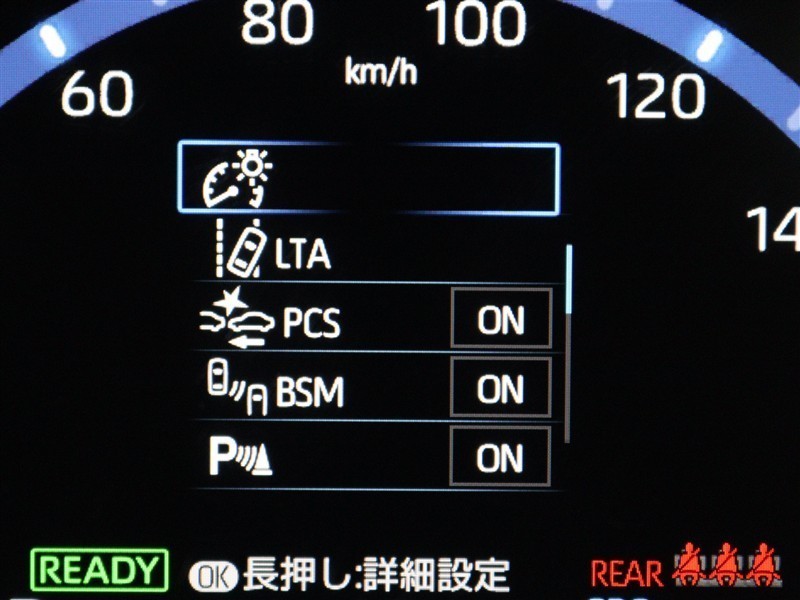 80 100
km/h
60 120
14
LTA
PCS ON
BSM ON
P ON
READY OK 長押し:詳細設定 REAR